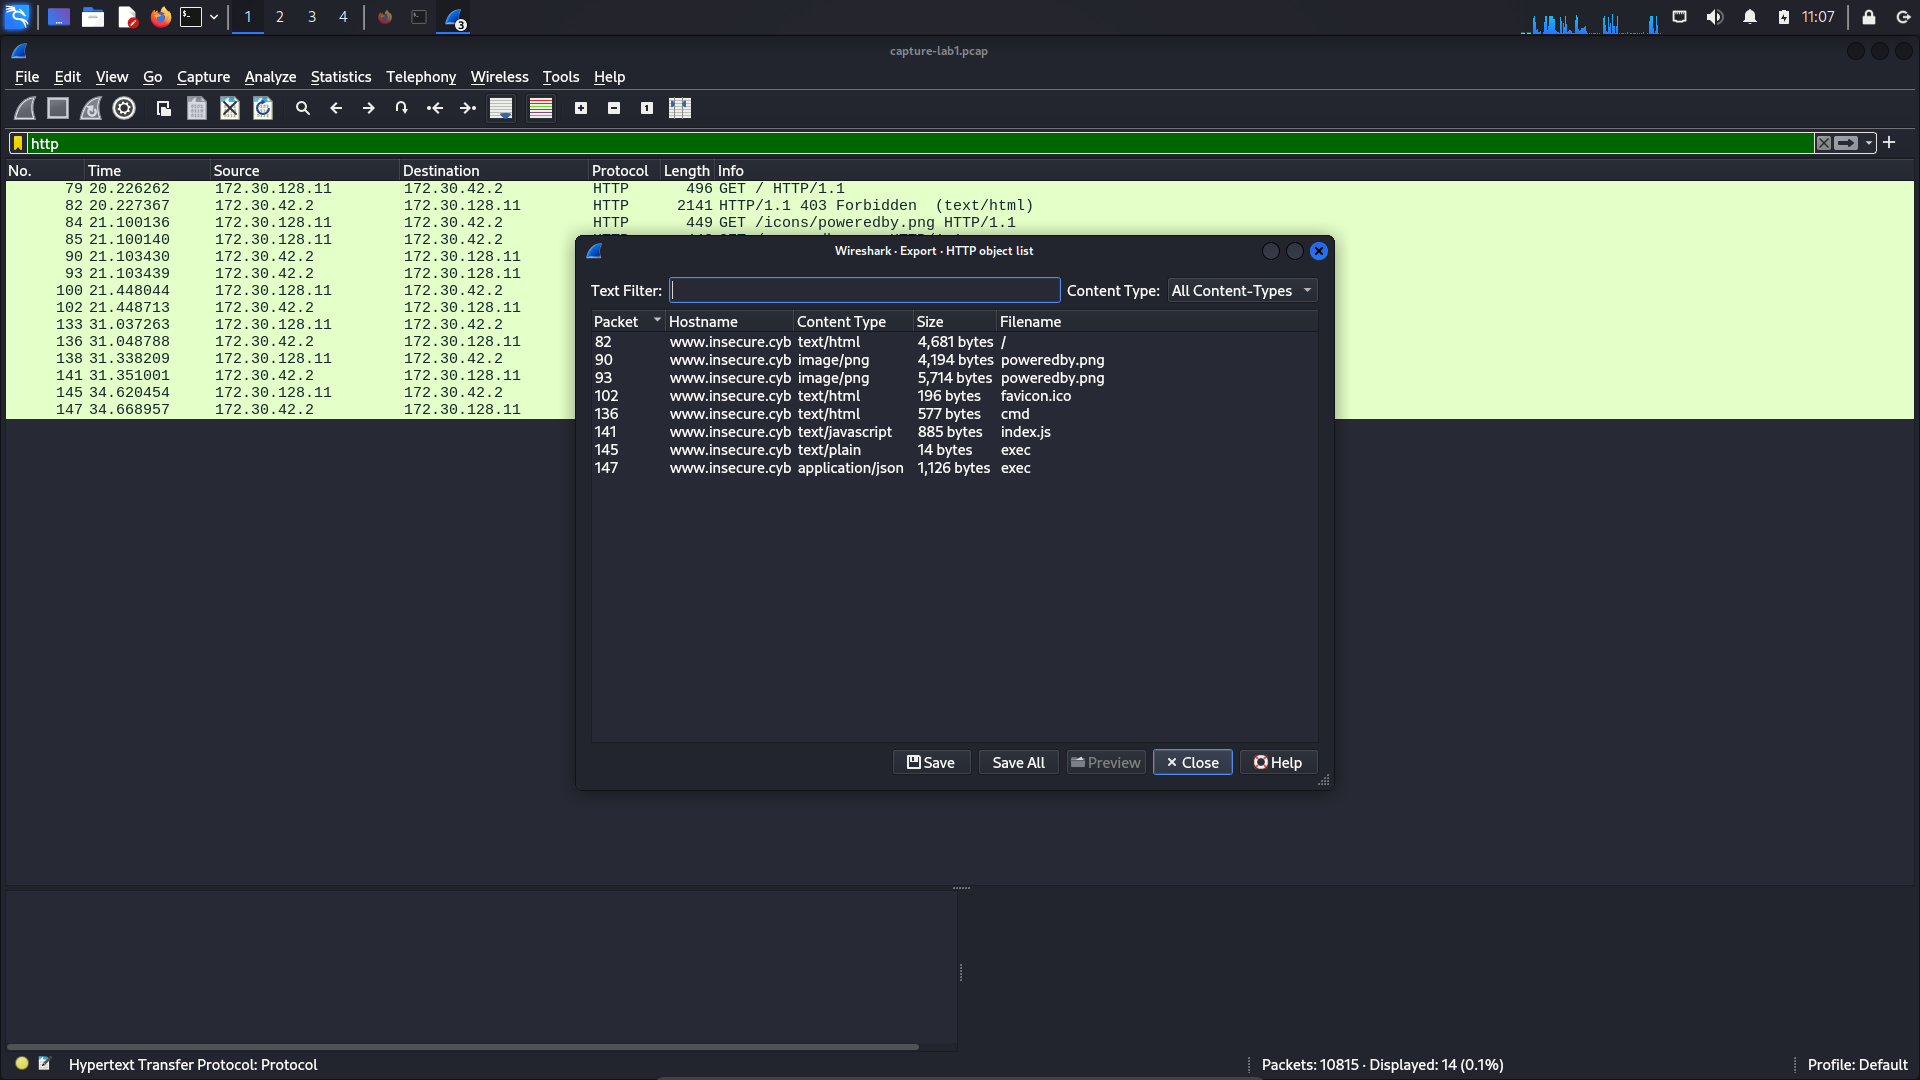 1 2 3 4 3 11:07
capture-lab1.pcap
File Edit View Go Capture Analyze Statistics Telephony Wireless Tools Help
http
No. Time Source Destination Protocol Length Info
79 20.226262 172.30.128.11 172.30.42.2 HTTP 496 GET / HTTP/1.1
82 20.227367 172.30.42.2 172.30.128.11 HTTP 2141 HTTP/1.1 403 Forbidden (text/html)
84 21.100136 172.30.128.11 172.30.42.2 HTTP 449 GET /icons/poweredby.png HTTP/1.1
85 21.100140 172.30.128.11 172.30.42.2
90 21.103430 172.30.42.2 172.30.128.11
93 21.103439 172.30.42.2 172.30.128.11
100 21.448044 172.30.128.11 172.30.42.2
102 21.448713 172.30.42.2 172.30.128.11
133 31.037263 172.30.128.11 172.30.42.2
136 31.048788 172.30.42.2 172.30.128.11
138 31.338209 172.30.128.11 172.30.42.2
141 31.351001 172.30.42.2 172.30.128.11
145 34.620454 172.30.128.11 172.30.42.2
147 34.668957 172.30.42.2 172.30.128.11
Wireshark · Export · HTTP object list
Text Filter: Content Type: All Content-Types
Packet Hostname Content Type Size Filename
82 www.insecure.cyb text/html 4,681 bytes /
90 www.insecure.cyb image/png 4,194 bytes poweredby.png
93 www.insecure.cyb image/png 5,714 bytes poweredby.png
102 www.insecure.cyb text/html 196 bytes favicon.ico
136 www.insecure.cyb text/html 577 bytes cmd
141 www.insecure.cyb text/javascript 885 bytes index.js
145 www.insecure.cyb text/plain 14 bytes exec
147 www.insecure.cyb application/json 1,126 bytes exec
Save Save All Preview Close Help
Hypertext Transfer Protocol: Protocol Packets: 10815 · Displayed: 14 (0.1%) Profile: Default